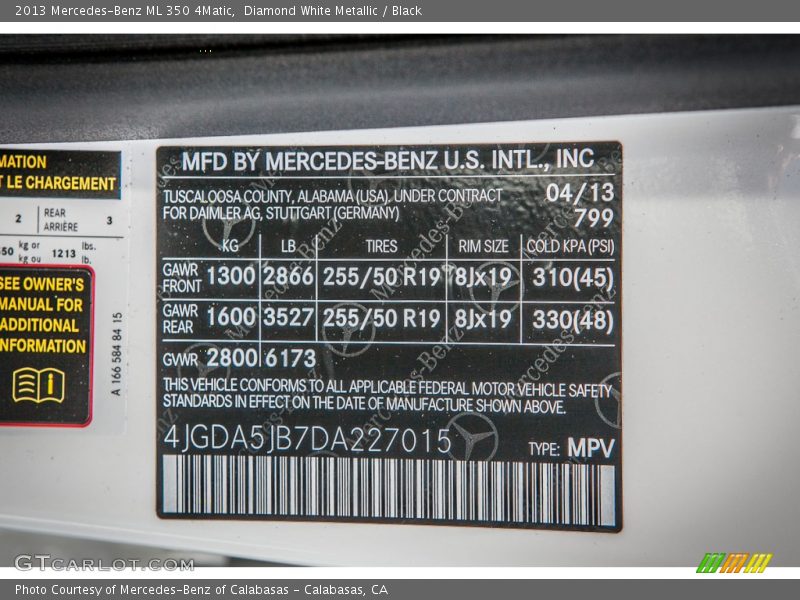 2013 Mercedes-Benz ML 350 4Matic, Diamond White Metallic / Black
MATION
T LE CHARGEMENT
2 REAR ARRIÈRE 3
kg or kg ou 1213 lbs. lb.
SEE OWNER'S
MANUAL FOR
ADDITIONAL
INFORMATION
A 166 584 84 15
MFD BY MERCEDES-BENZ U.S. INTL., INC
TUSCALOOSA COUNTY, ALABAMA (USA), UNDER CONTRACT 04/13
FOR DAIMLER AG, STUTTGART (GERMANY) 799
KG LB TIRES RIM SIZE COLD KPA(PSI)
GAWR FRONT 1300 2866 255/50 R19 8Jx19 310(45)
GAWR REAR 1600 3527 255/50 R19 8Jx19 330(48)
GVWR 2800 6173
THIS VEHICLE CONFORMS TO ALL APPLICABLE FEDERAL MOTOR VEHICLE SAFETY
STANDARDS IN EFFECT ON THE DATE OF MANUFACTURE SHOWN ABOVE.
4JGDA5JB7DA227015 TYPE: MPV
GTcarlot.com
Photo Courtesy of Mercedes-Benz of Calabasas - Calabasas, CA